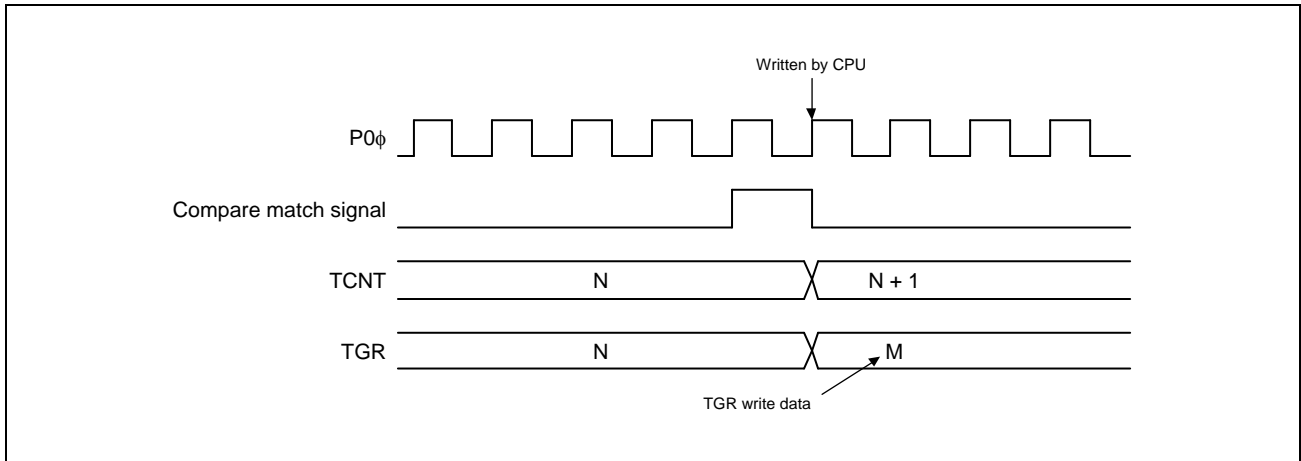 Written by CPU
P0ϕ
Compare match signal
TCNT
N
N + 1
TGR
N
M
TGR write data